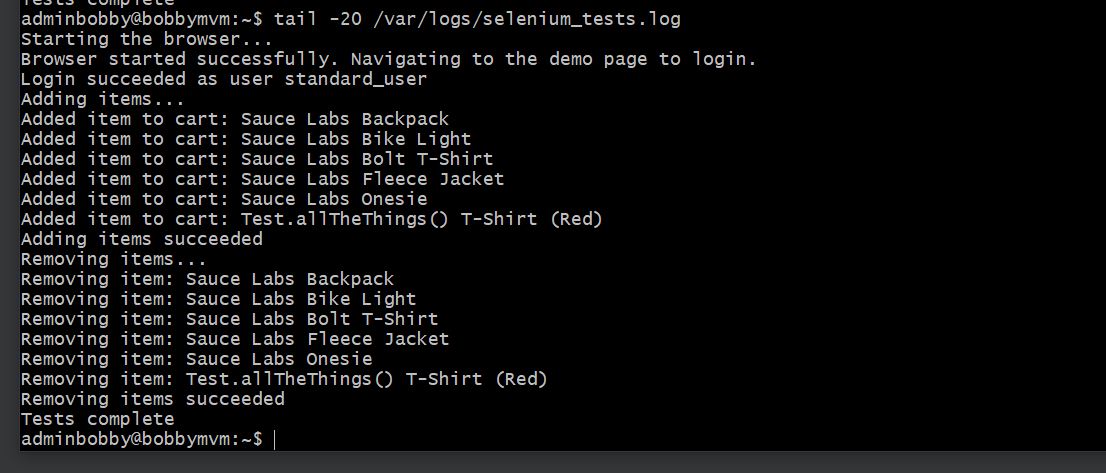 Tests complete
adminbobby@bobbymvm:~$ tail -20 /var/logs/selenium_tests.log
Starting the browser...
Browser started successfully. Navigating to the demo page to login.
Login succeeded as user standard_user
Adding items...
Added item to cart: Sauce Labs Backpack
Added item to cart: Sauce Labs Bike Light
Added item to cart: Sauce Labs Bolt T-Shirt
Added item to cart: Sauce Labs Fleece Jacket
Added item to cart: Sauce Labs Onesie
Added item to cart: Test.allTheThings() T-Shirt (Red)
Adding items succeeded
Removing items...
Removing item: Sauce Labs Backpack
Removing item: Sauce Labs Bike Light
Removing item: Sauce Labs Bolt T-Shirt
Removing item: Sauce Labs Fleece Jacket
Removing item: Sauce Labs Onesie
Removing item: Test.allTheThings() T-Shirt (Red)
Removing items succeeded
Tests complete
adminbobby@bobbymvm:~$